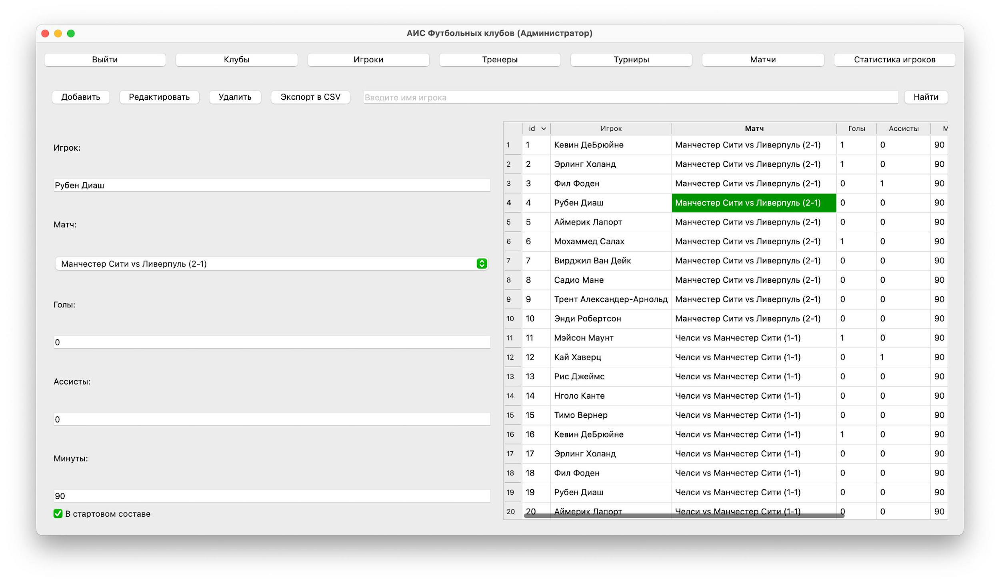 АИС Футбольных клубов (Администратор)
Выйти Клубы Игроки Тренеры Турниры Матчи Статистика игроков
Добавить Редактировать Удалить Экспорт в CSV Введите имя игрока Найти
Игрок:
Рубен Диаш
Матч:
Манчестер Сити vs Ливерпуль (2-1)
Голы:
0
Ассисты:
0
Минуты:
90
В стартовом составе
id Игрок Матч Голы Ассисты М
1 1 Кевин ДеБрюйне Манчестер Сити vs Ливерпуль (2-1) 1 0 90
2 2 Эрлинг Холанд Манчестер Сити vs Ливерпуль (2-1) 1 0 90
3 3 Фил Фоден Манчестер Сити vs Ливерпуль (2-1) 0 1 90
4 4 Рубен Диаш Манчестер Сити vs Ливерпуль (2-1) 0 0 90
5 5 Аймерик Лапорт Манчестер Сити vs Ливерпуль (2-1) 0 0 90
6 6 Мохаммед Салах Манчестер Сити vs Ливерпуль (2-1) 1 0 90
7 7 Вирджил Ван Дейк Манчестер Сити vs Ливерпуль (2-1) 0 0 90
8 8 Садио Мане Манчестер Сити vs Ливерпуль (2-1) 0 0 90
9 9 Трент Александер-Арнольд Манчестер Сити vs Ливерпуль (2-1) 0 0 90
10 10 Энди Робертсон Манчестер Сити vs Ливерпуль (2-1) 0 0 90
11 11 Мэйсон Маунт Челси vs Манчестер Сити (1-1) 1 0 90
12 12 Кай Хаверц Челси vs Манчестер Сити (1-1) 0 1 90
13 13 Рис Джеймс Челси vs Манчестер Сити (1-1) 0 0 90
14 14 Нголо Канте Челси vs Манчестер Сити (1-1) 0 0 90
15 15 Тимо Вернер Челси vs Манчестер Сити (1-1) 0 0 90
16 16 Кевин ДеБрюйне Челси vs Манчестер Сити (1-1) 1 0 90
17 17 Эрлинг Холанд Челси vs Манчестер Сити (1-1) 0 0 90
18 18 Фил Фоден Челси vs Манчестер Сити (1-1) 0 0 90
19 19 Рубен Диаш Челси vs Манчестер Сити (1-1) 0 0 90
20 20 Аймерик Лапорт Челси vs Манчестер Сити (1-1) 0 0 90